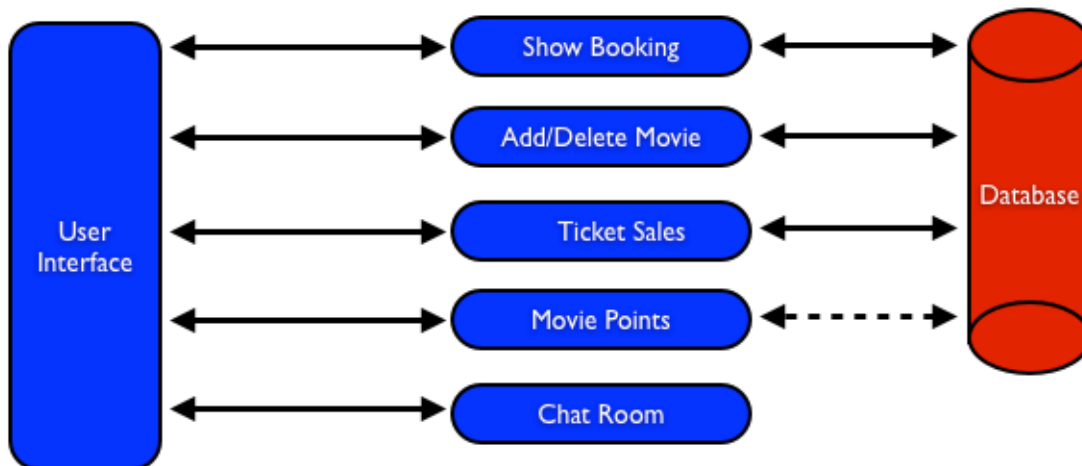 Show Booking
Add/Delete Movie
Database
User
Interface
Ticket Sales
Movie Points
Chat Room